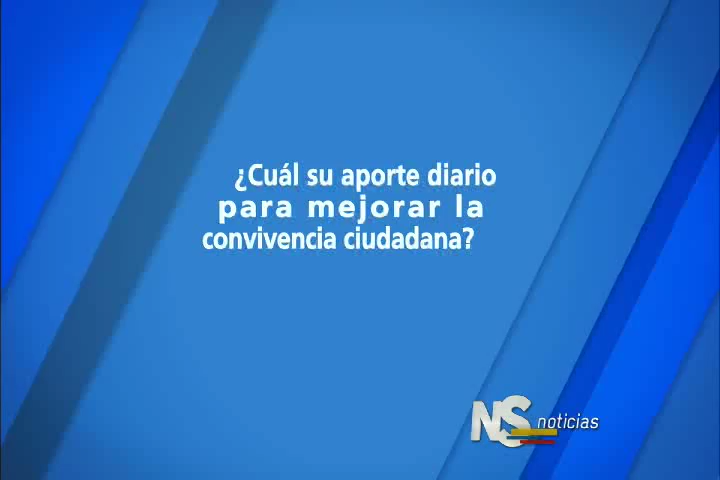 ¿Cuál su aporte diario
para mejorar la
convivencia ciudadana?
NS noticias